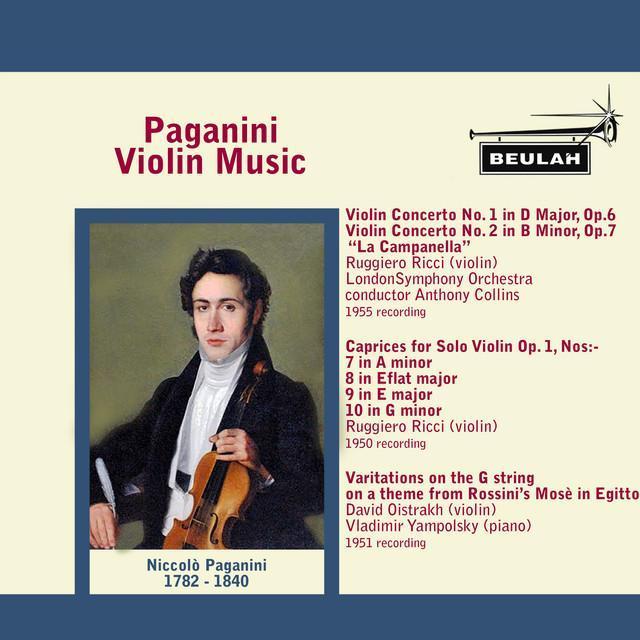 Paganini
Violin Music
BEULAH
Violin Concerto No. 1 in D Major, Op.6
Violin Concerto No. 2 in B Minor, Op.7
“La Campanella”
Ruggiero Ricci (violin)
LondonSymphony Orchestra
conductor Anthony Collins
1955 recording
Caprices for Solo Violin Op. 1, Nos:-
7 in A minor
8 in Eflat major
9 in E major
10 in G minor
Ruggiero Ricci (violin)
1950 recording
Varitations on the G string
on a theme from Rossini's Mosè in Egitto
David Oistrakh (violin)
Vladimir Yampolsky (piano)
1951 recording
Niccolò Paganini
1782 - 1840